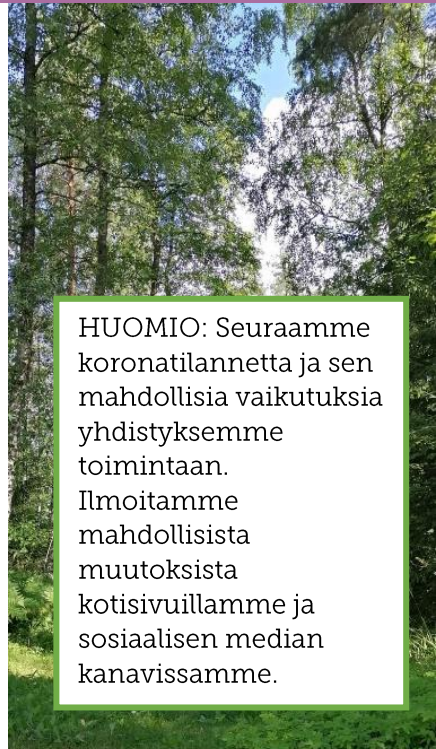 HUOMIO: Seuraamme
koronatilannetta ja sen
mahdollisia vaikutuksia
yhdistyksemme
toimintaan.
Ilmoitamme
mahdollisista
muutoksista
kotisivuillamme ja
sosiaalisen median
kanavissamme.